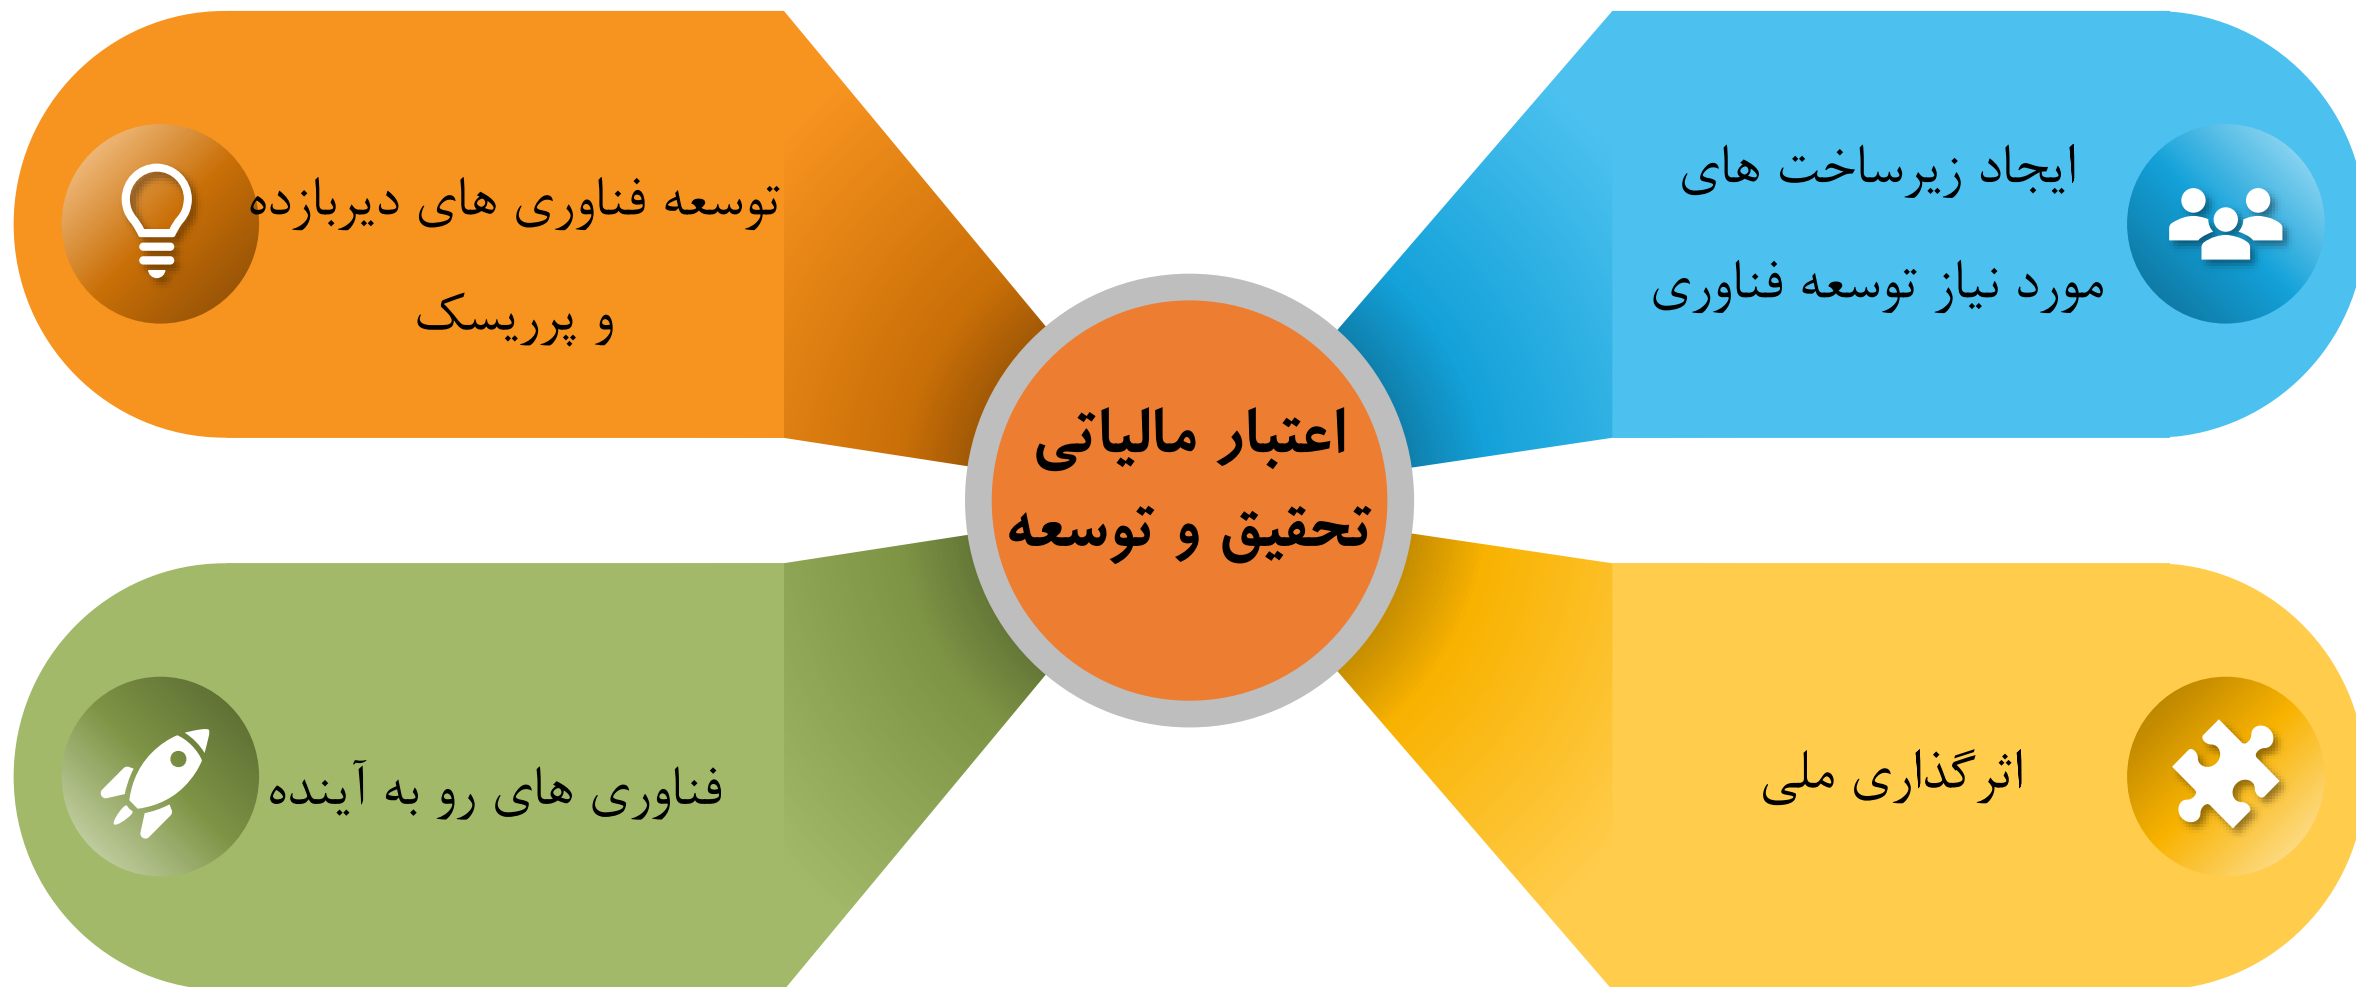 ایجاد زیرساخت های
مورد نیاز توسعه فناوری
توسعه فناوری های دیربازده
و پرریسک
اعتبار مالیاتی
تحقیق و توسعه
اثرگذاری ملی
فناوری های رو به آینده